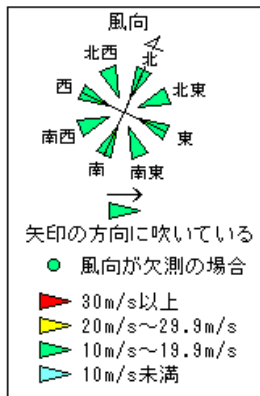 風向
北西 北
西 北東
南西 東
南 南東
矢印の方向に吹いている
風向が欠測の場合
30m/s以上
20m/s～29.9m/s
10m/s～19.9m/s
10m/s未満